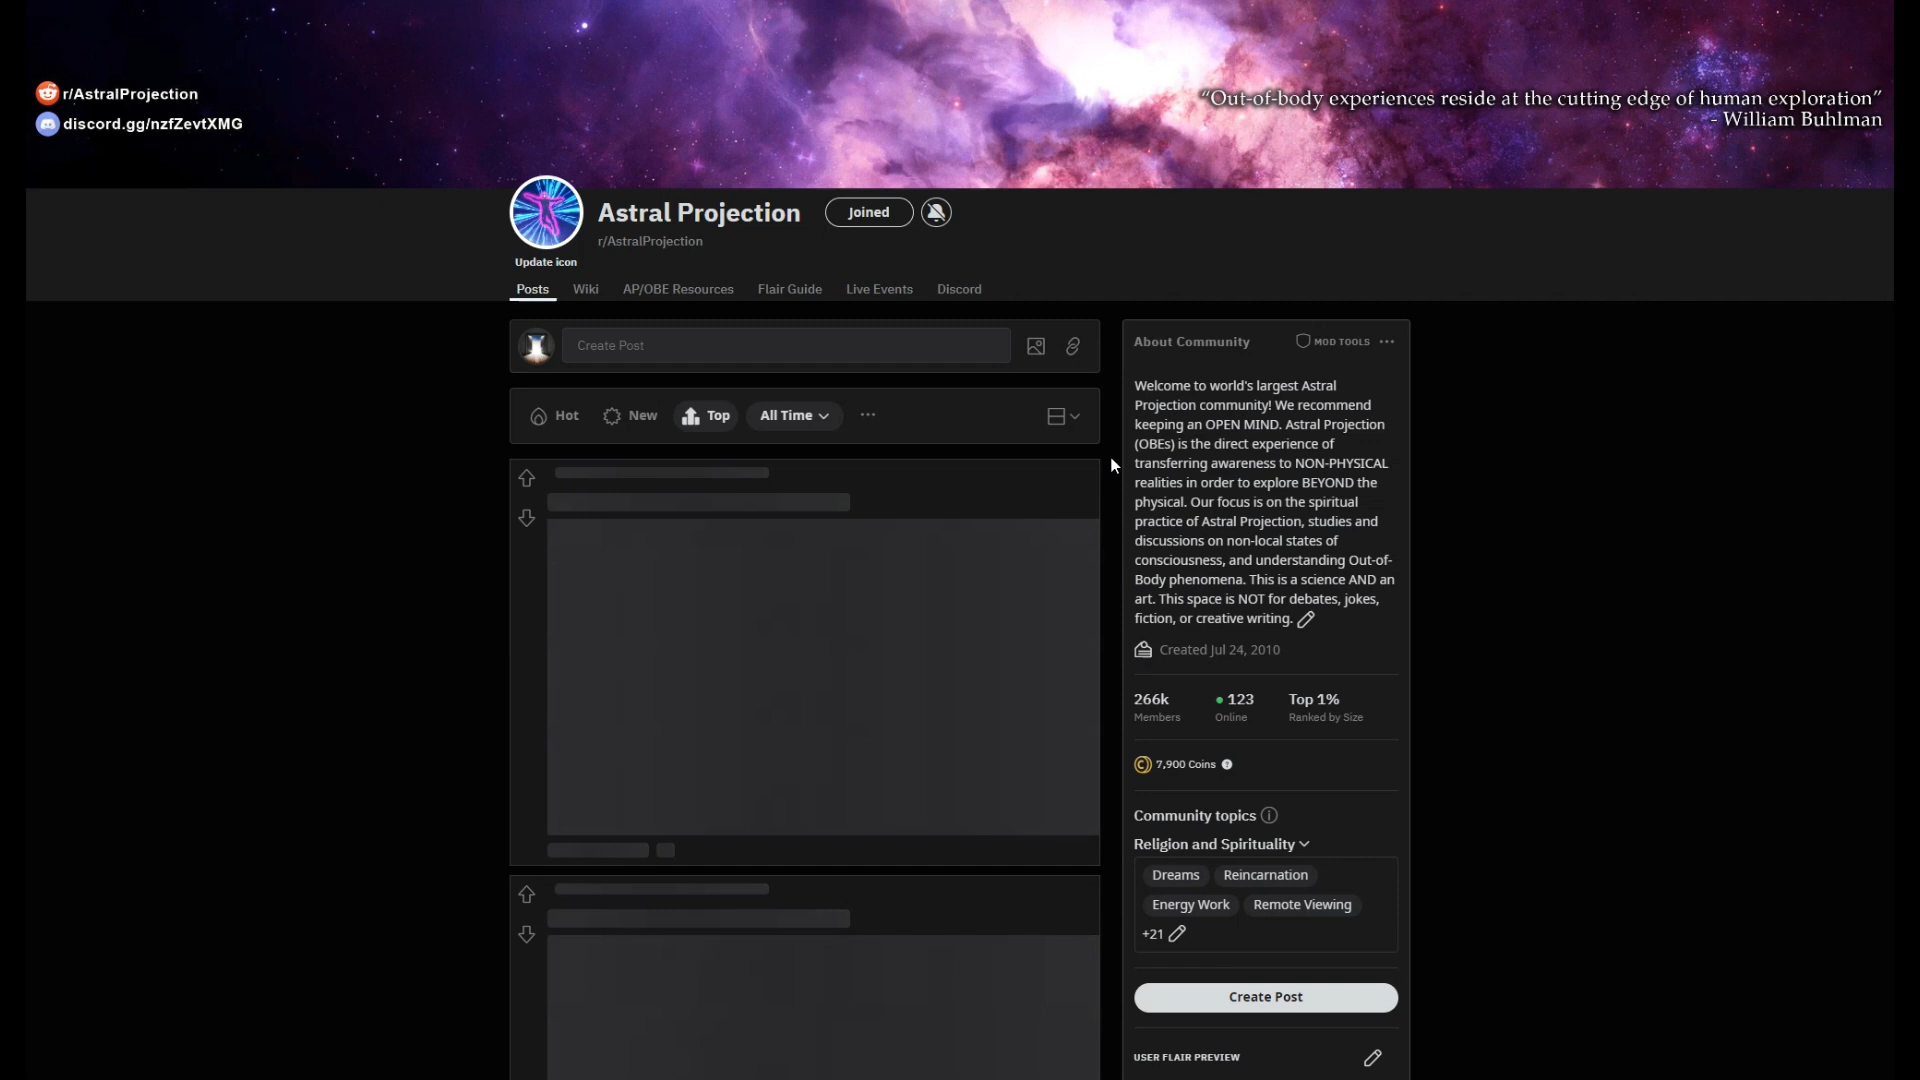 r/AstralProjection
discord.gg/nzfZevtXMG
“Out-of-body experiences reside at the cutting edge of human exploration”
- William Buhlman
Astral Projection
Joined
r/AstralProjection
Update icon
Posts
Wiki
AP/OBE Resources
Flair Guide
Live Events
Discord
Create Post
Hot
New
Top
All Time
About Community
MOD TOOLS
Welcome to world's largest Astral
Projection community! We recommend
keeping an OPEN MIND. Astral Projection
(OBEs) is the direct experience of
transferring awareness to NON-PHYSICAL
realities in order to explore BEYOND the
physical. Our focus is on the spiritual
practice of Astral Projection, studies and
discussions on non-local states of
consciousness, and understanding Out-of-
Body phenomena. This is a science AND an
art. This space is NOT for debates, jokes,
fiction, or creative writing.
Created Jul 24, 2010
266k
Members
123
Online
Top 1%
Ranked by Size
7,900 Coins
Community topics
Religion and Spirituality
Dreams
Reincarnation
Energy Work
Remote Viewing
+21
Create Post
USER FLAIR PREVIEW